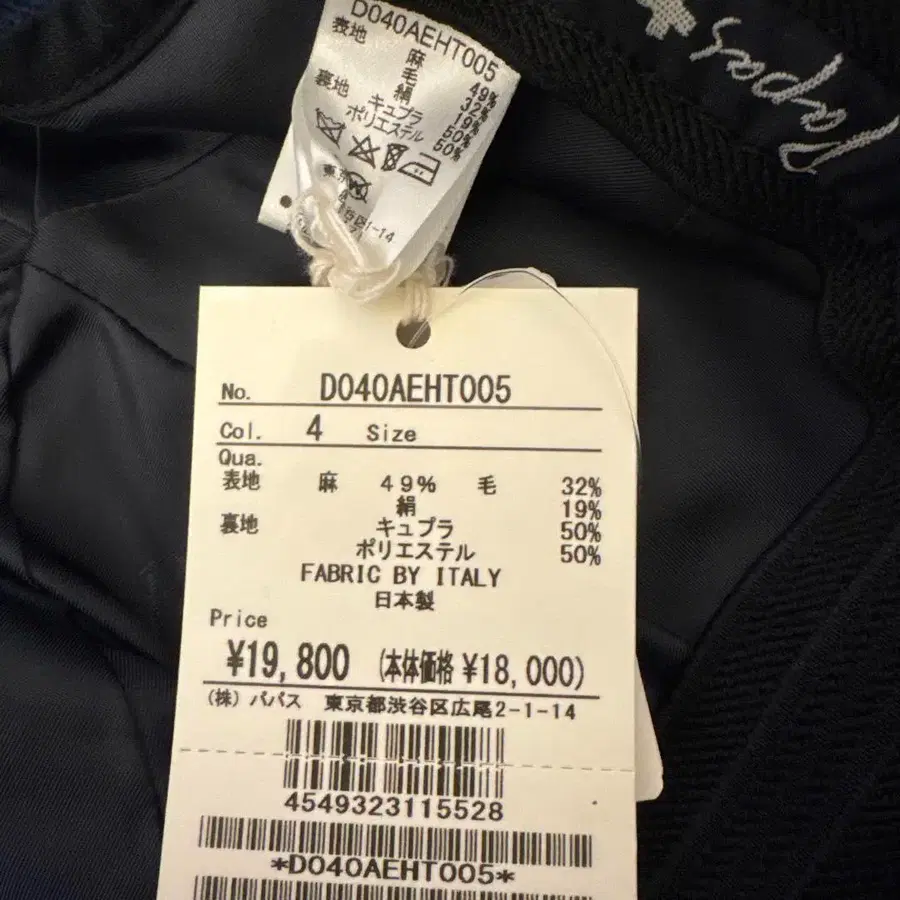 D040AEHT005
表地 麻 49%
毛 32%
絹 19%
裏地 キュプラ 50%
ポリエステル 50%
Papas
No. D040AEHT005
Col. 4 Size
Qua.
表地 麻 49% 毛 32%
絹 19%
裏地 キュプラ 50%
ポリエステル 50%
FABRIC BY ITALY
日本製
Price
¥19,800 (本体価格 ¥18,000)
(株) パパス 東京都渋谷区広尾2-1-14
4549323115528
*D040AEHT005*